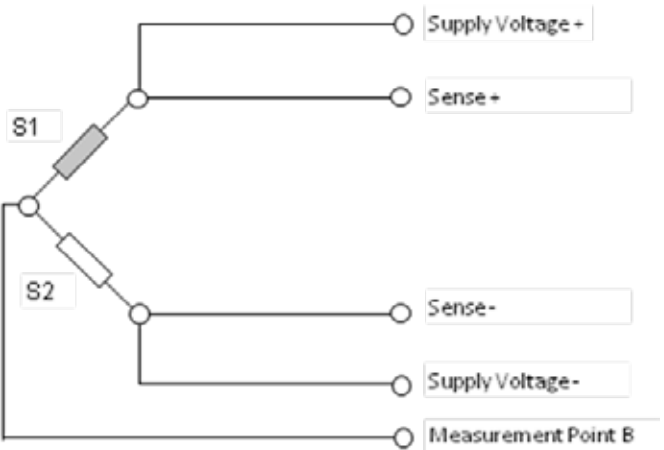 Supply Voltage+
Sense+
S1
S2
Sense-
Supply Voltage-
Measurement Point B